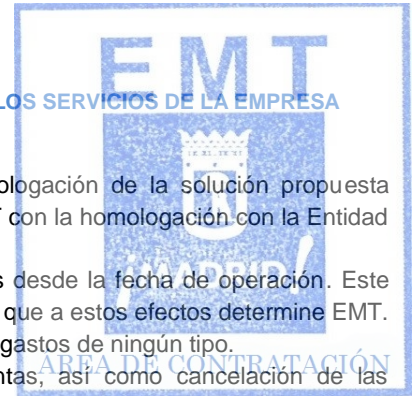 EMT
LOS SERVICIOS DE LA EMPRESA
ologación de la solución propuesta
con la homologación con la Entidad
¡MADRID!
s desde la fecha de operación. Este
que a estos efectos determine EMT.
gastos de ningún tipo.
AREA DE CONTRATACIÓN
ntas, así como cancelación de las